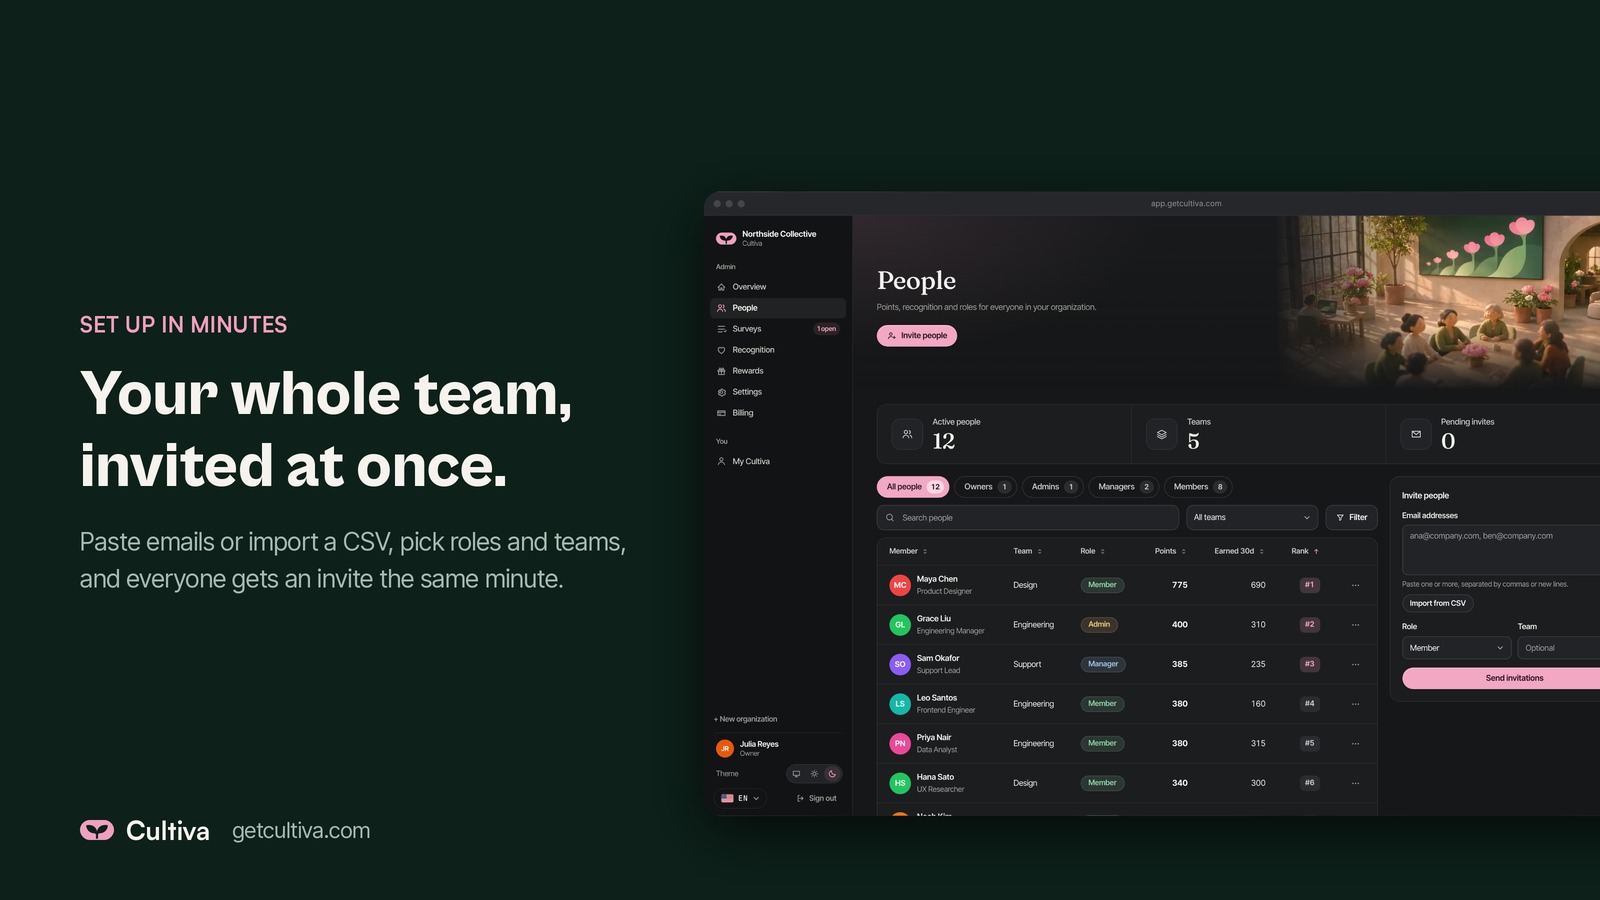 SET UP IN MINUTES
Your whole team,
invited at once.
Paste emails or import a CSV, pick roles and teams,
and everyone gets an invite the same minute.
Cultiva getcultiva.com
app.getcultiva.com
Northside Collective
Cultiva
Admin
Overview
People
Surveys 1 open
Recognition
Rewards
Settings
Billing
You
My Cultiva
+ New organization
JR Julia Reyes
Owner
Theme
EN Sign out
People
Points, recognition and roles for everyone in your organization.
Invite people
Active people
12
Teams
5
Pending invites
0
All people 12 Owners 1 Admins 1 Managers 2 Members 8
Search people All teams Filter
Member Team Role Points Earned 30d Rank
MC Maya Chen Design Member 775 690 #1
Product Designer
GL Grace Liu Engineering Admin 400 310 #2
Engineering Manager
SO Sam Okafor Support Manager 385 235 #3
Support Lead
LS Leo Santos Engineering Member 380 160 #4
Frontend Engineer
PN Priya Nair Engineering Member 380 315 #5
Data Analyst
HS Hana Sato Design Member 340 300 #6
UX Researcher
Invite people
Email addresses
ana@company.com, ben@company.com
Paste one or more, separated by commas or new lines.
Import from CSV
Role Team
Member Optional
Send invitations